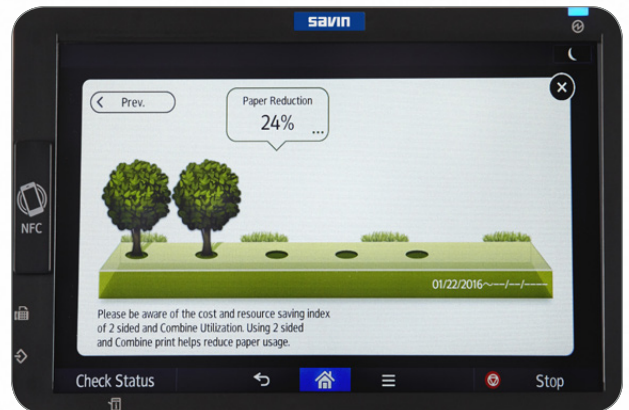 savin
Prev.
Paper Reduction
24%
...
NFC
01/22/2016~--/--/----
Please be aware of the cost and resource saving index
of 2 sided and Combine Utilization. Using 2 sided
and Combine print helps reduce paper usage.
Check Status
Stop